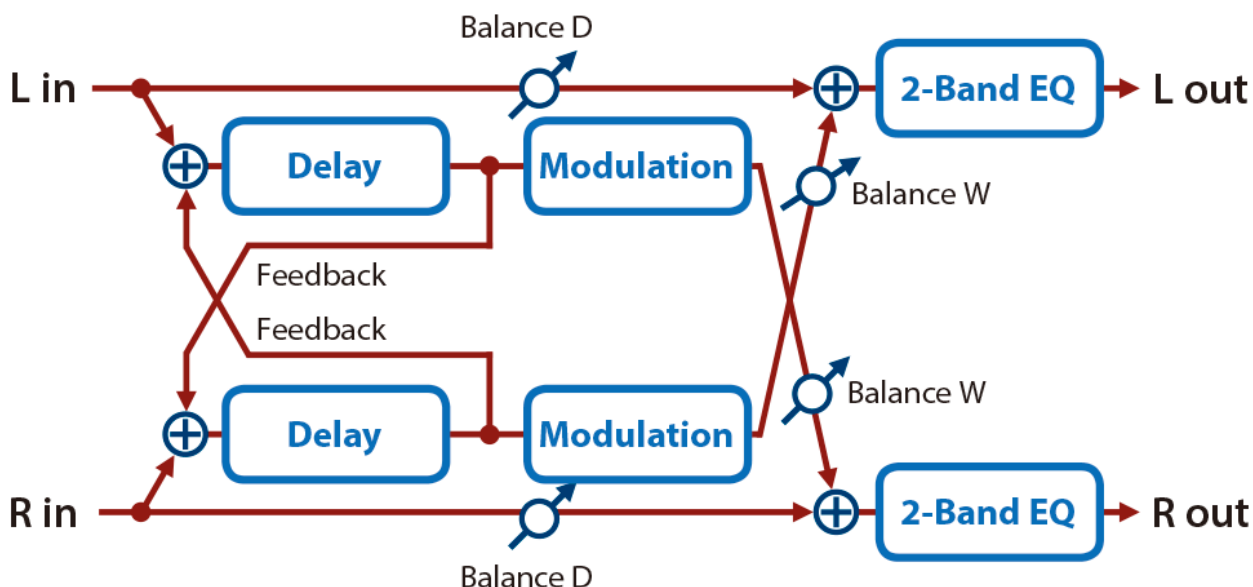 Balance D
L in
2-Band EQ
L out
Delay
Modulation
Balance W
Feedback
Feedback
Balance W
Delay
Modulation
R in
2-Band EQ
R out
Balance D